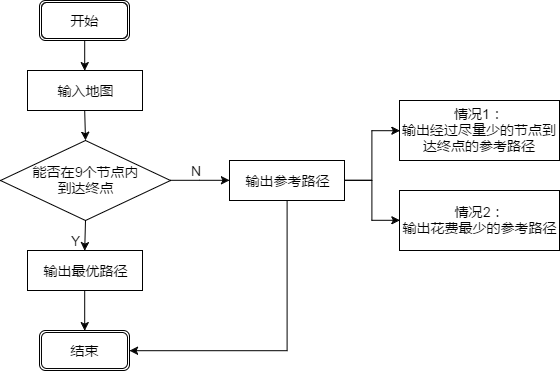 开始
输入地图
能否在9个节点内
到达终点
N
输出参考路径
情况1：
输出经过尽量少的节点到
达终点的参考路径
情况2：
输出花费最少的参考路径
Y
输出最优路径
结束